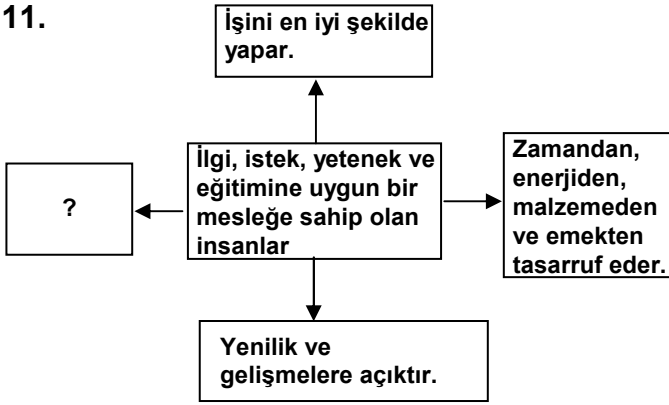 11.
İşini en iyi şekilde
yapar.
?
İlgi, istek, yetenek ve
eğitimine uygun bir
mesleğe sahip olan
insanlar
Zamandan,
enerjiden,
malzemeden
ve emekten
tasarruf eder.
Yenilik ve
gelişmelere açıktır.